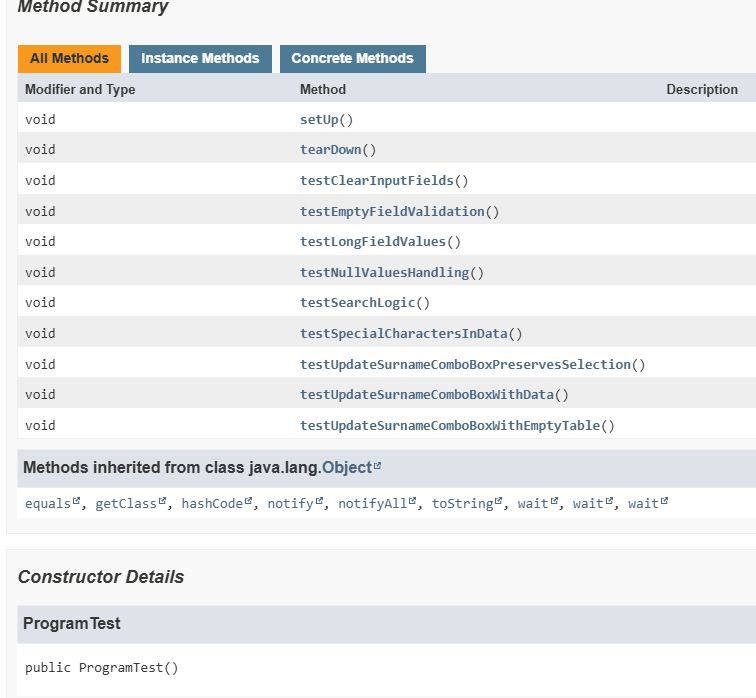 Method Summary
All Methods Instance Methods Concrete Methods
Modifier and Type Method Description
void setUp()
void tearDown()
void testClearInputFields()
void testEmptyFieldValidation()
void testLongFieldValues()
void testNullValuesHandling()
void testSearchLogic()
void testSpecialCharactersInData()
void testUpdateSurnameComboBoxPreservesSelection()
void testUpdateSurnameComboBoxWithData()
void testUpdateSurnameComboBoxWithEmptyTable()
Methods inherited from class java.lang.Object
equals, getClass, hashCode, notify, notifyAll, toString, wait, wait, wait
Constructor Details
ProgramTest
public ProgramTest()